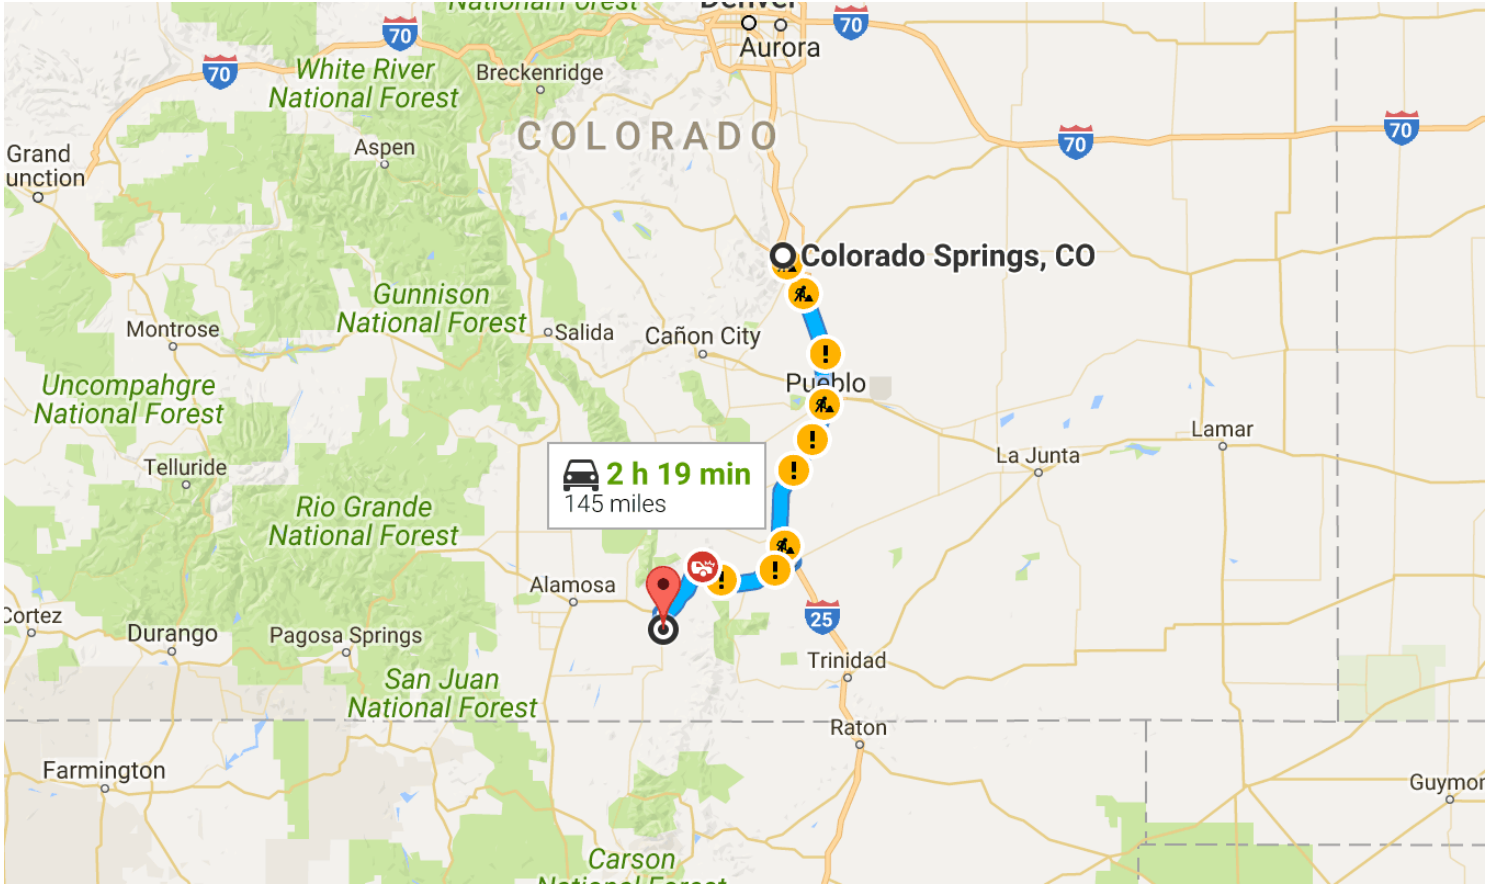 National Forest
Denver
70
70
Aurora
70
White River
National Forest
Breckenridge
COLORADO
70
70
Grand
unction
Aspen
Colorado Springs, CO
Gunnison
National Forest
Montrose
Salida
Cañon City
Pueblo
Uncompahgre
National Forest
Lamar
La Junta
Telluride
2 h 19 min
145 miles
Rio Grande
National Forest
Alamosa
25
Cortez
Durango
Pagosa Springs
Trinidad
San Juan
National Forest
Raton
Farmington
Guymor
Carson
National Forest